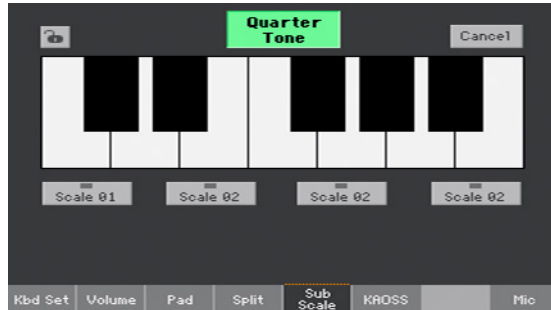 Quarter
Tone
Cancel
Scale 01
Scale 02
Scale 02
Scale 02
Kbd Set
Volume
Pad
Split
Sub
Scale
KAOSS
Mic